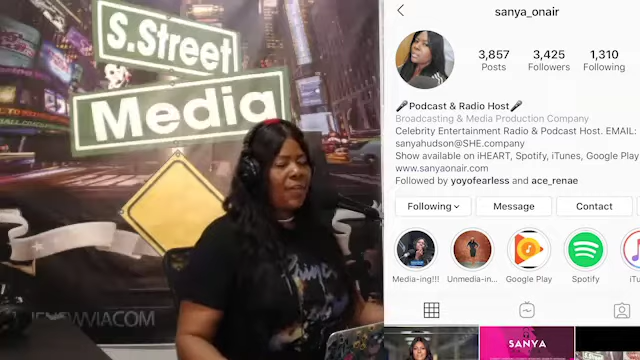 S.Street
Media
sanya_onair
3,857
3,425
1,310
Posts
Followers
Following
🎤Podcast & Radio Host🎤
Broadcasting & Media Production Company
Celebrity Entertainment Radio & Podcast Host. EMAIL:
sanyahudson@SHE.company
Show available on iHEART, Spotify, iTunes, Google Play
www.sanyaonair.com
Followed by yoyofearless and ace_renae
Following
Message
Contact
Media-ing!!!
Unmedia-in...
Google Play
Spotify
iTu
SANYA